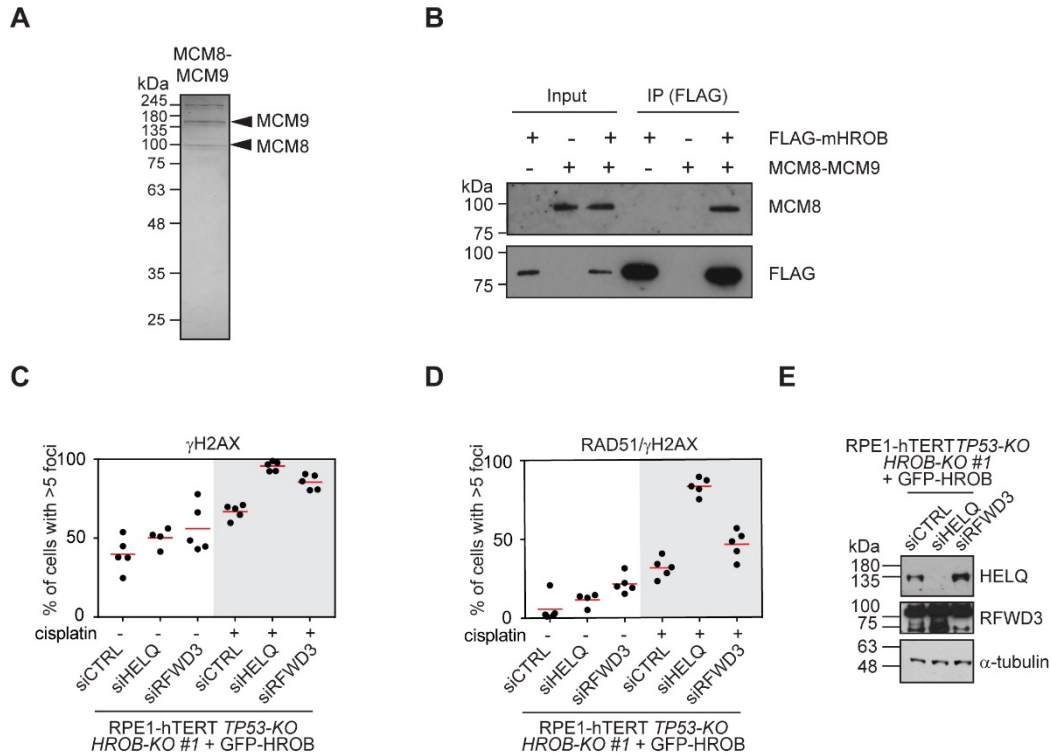 A
MCM8-
MCM9
kDa
245
180
135
100
75
63
48
35
25
MCM9
MCM8
B
Input IP (FLAG)
+ - + + - + FLAG-mHROB
- + + - + + MCM8-MCM9
kDa
100
75
MCM8
100
75
FLAG
C
γH2AX
% of cells with >5 foci
100
50
0
cisplatin - - - + + +
siCTRL siHELQ siRFWD3 siCTRL siHELQ siRFWD3
RPE1-hTERT TP53-KO
HROB-KO #1 + GFP-HROB
D
RAD51/γH2AX
% of cells with >5 foci
100
50
0
cisplatin - - - + + +
siCTRL siHELQ siRFWD3 siCTRL siHELQ siRFWD3
RPE1-hTERT TP53-KO
HROB-KO #1 + GFP-HROB
E
RPE1-hTERT TP53-KO
HROB-KO #1
+ GFP-HROB
siCTRL siHELQ siRFWD3
kDa
180
135
HELQ
100
75
RFWD3
63
48
α-tubulin